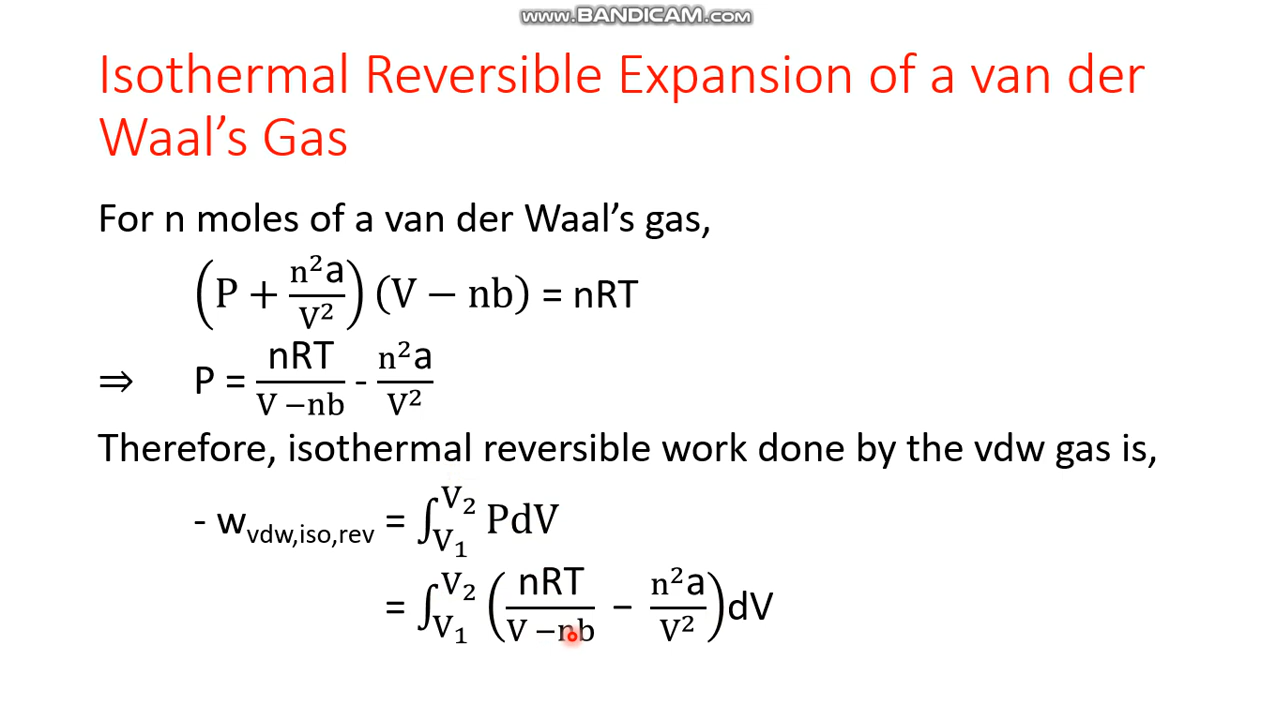 www.BANDICAM.com
Isothermal Reversible Expansion of a van der
Waal’s Gas
For n moles of a van der Waal’s gas,
(P + n²a/V²) (V − nb) = nRT
⇒ P = nRT/(V −nb) - n²a/V²
Therefore, isothermal reversible work done by the vdw gas is,
- w_vdw,iso,rev = ∫_V₁^V₂ PdV
= ∫_V₁^V₂ (nRT/(V −nb) − n²a/V²)dV